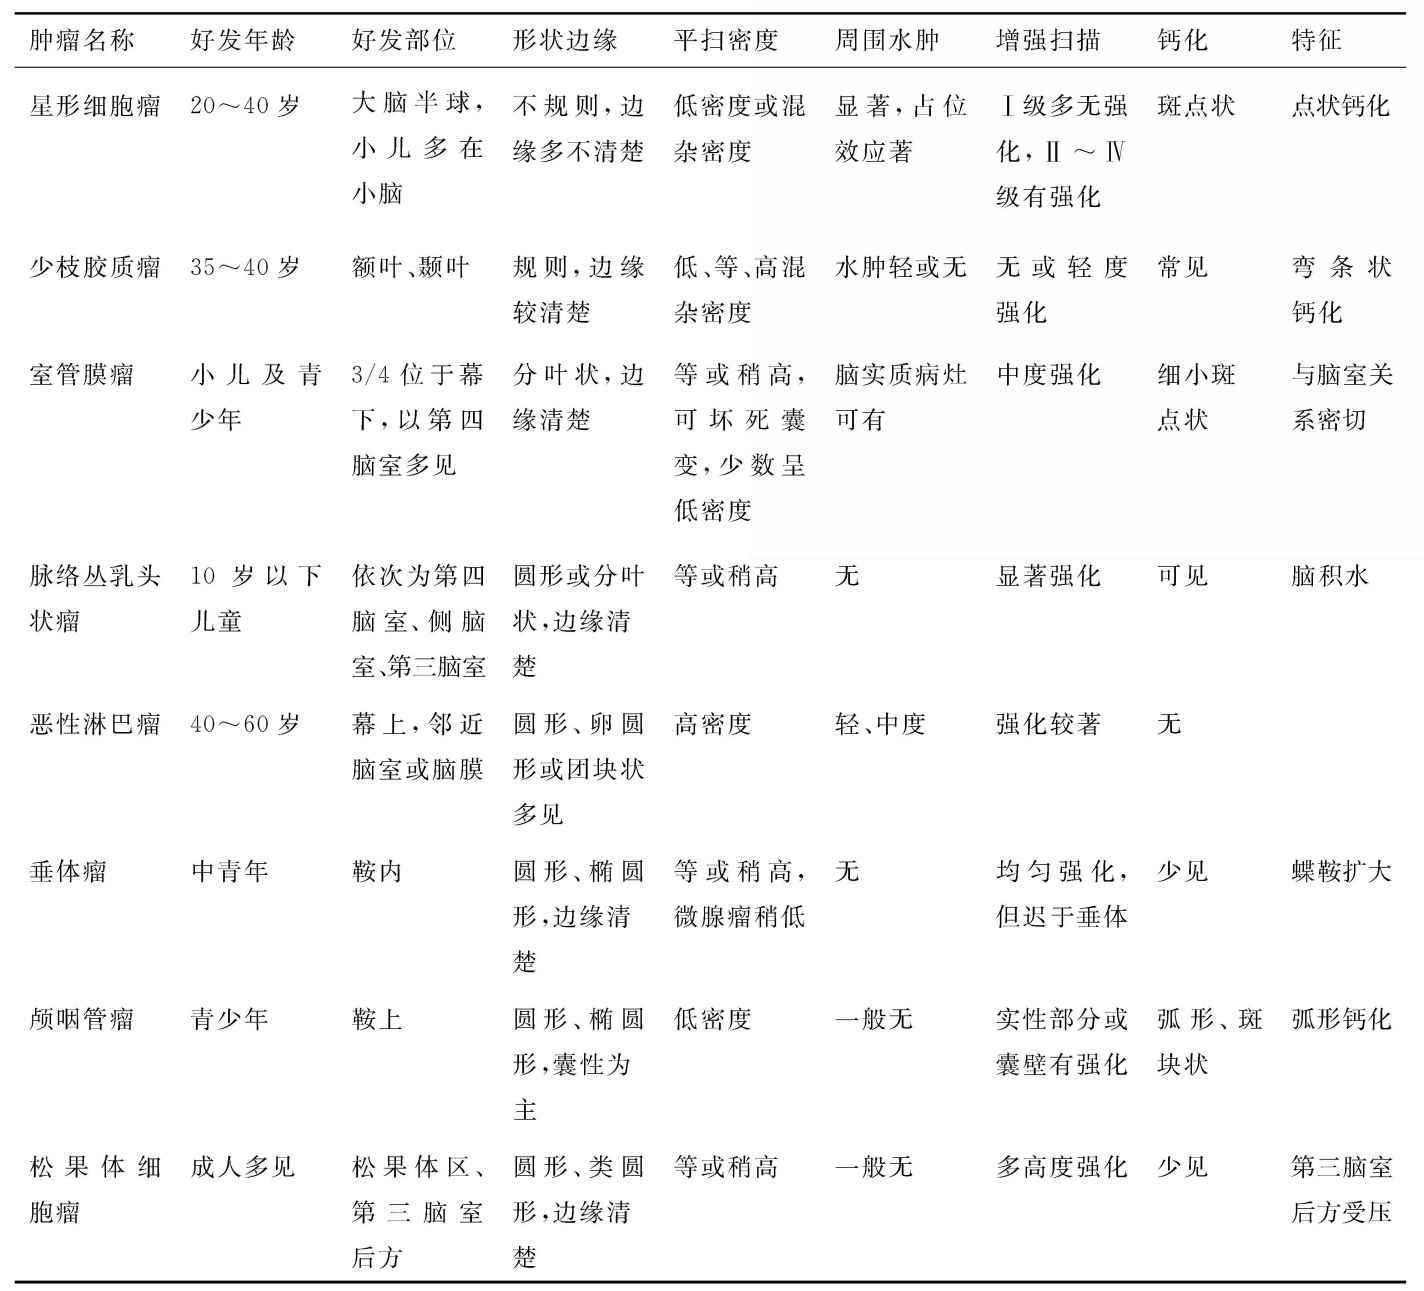 肿瘤名称 好发年龄 好发部位 形状边缘 平扫密度 周围水肿 增强扫描 钙化 特征
星形细胞瘤 20～40岁 大脑半球, 不规则,边 低密度或混 显著,占位 Ⅰ级多无强 斑点状 点状钙化
小儿多在 缘多不清楚 杂密度 效应著 化,Ⅱ～Ⅳ
小脑 级有强化
少枝胶质瘤 35～40岁 额叶、颞叶 规则,边缘 低、等、高混 水肿轻或无 无或轻度 常见 弯条状
较清楚 杂密度 强化 钙化
室管膜瘤 小儿及青 3/4位于幕 分叶状,边 等或稍高, 脑实质病灶 中度强化 细小斑 与脑室关
少年 下,以第四 缘清楚 可坏死囊 可有 点状 系密切
脑室多见 变,少数呈
低密度
脉络丛乳头 10岁以下 依次为第四 圆形或分叶 等或稍高 无 显著强化 可见 脑积水
状瘤 儿童 脑室、侧脑 状,边缘清
室、第三脑室 楚
恶性淋巴瘤 40～60岁 幕上,邻近 圆形、卵圆 高密度 轻、中度 强化较著 无
脑室或脑膜 形或团块状
多见
垂体瘤 中青年 鞍内 圆形、椭圆 等或稍高, 无 均匀强化, 少见 蝶鞍扩大
形,边缘清 微腺瘤稍低 但迟于垂体
楚
颅咽管瘤 青少年 鞍上 圆形、椭圆 低密度 一般无 实性部分或 弧形、斑 弧形钙化
形,囊性为 囊壁有强化 块状
主
松果体细 成人多见 松果体区、 圆形、类圆 等或稍高 一般无 多高度强化 少见 第三脑室
胞瘤 第三脑室 形,边缘清 后方受压
后方 楚